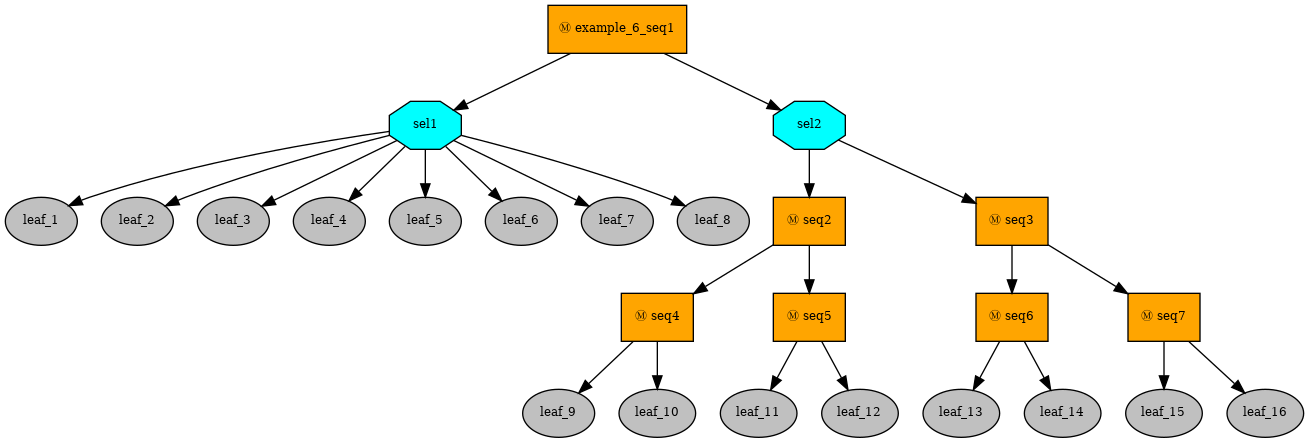 Ⓜ example_6_seq1
sel1
sel2
leaf_1
leaf_2
leaf_3
leaf_4
leaf_5
leaf_6
leaf_7
leaf_8
Ⓜ seq2
Ⓜ seq3
Ⓜ seq4
Ⓜ seq5
Ⓜ seq6
Ⓜ seq7
leaf_9
leaf_10
leaf_11
leaf_12
leaf_13
leaf_14
leaf_15
leaf_16